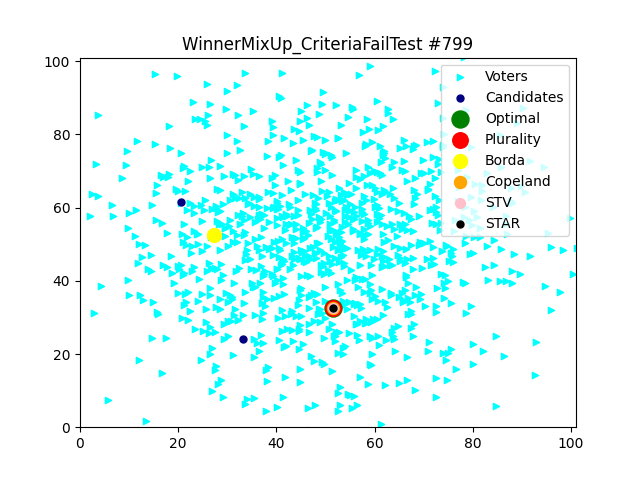 WinnerMixUp_CriteriaFailTest #799
100
80
60
40
20
0
0
20
40
60
80
100
Voters
Candidates
Optimal
Plurality
Borda
Copeland
STV
STAR